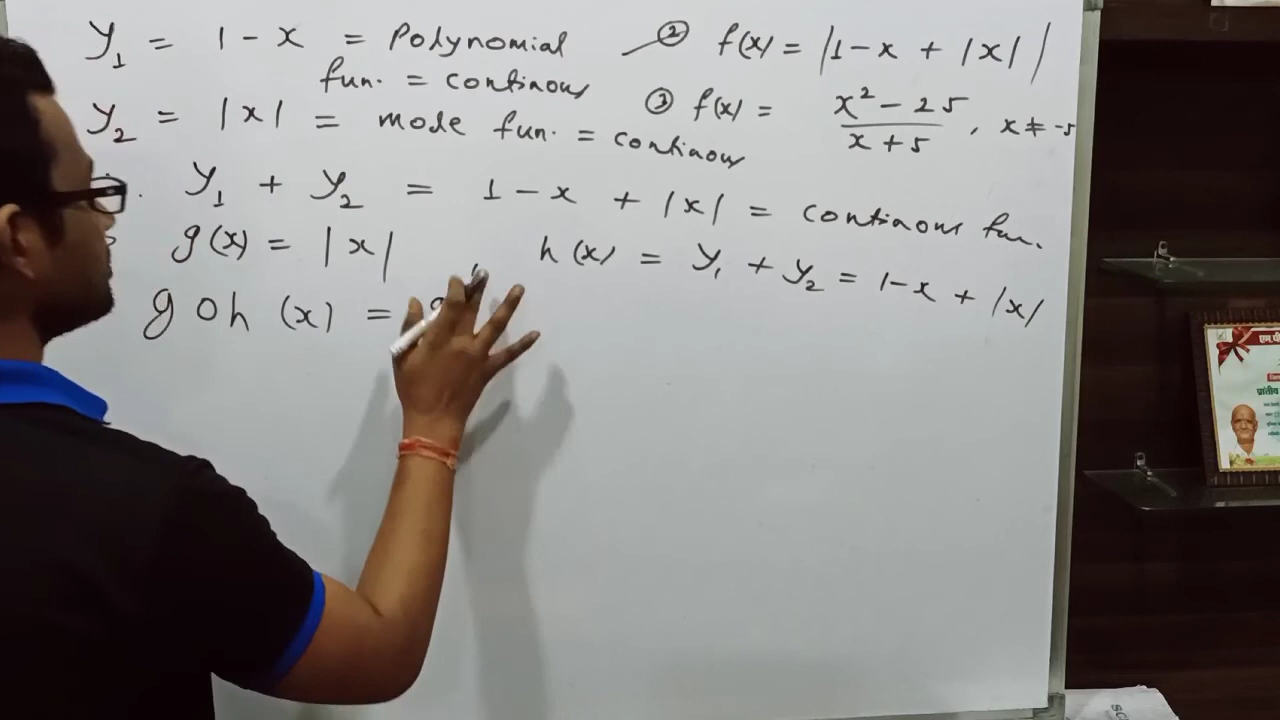 y₁ = 1 - x = Polynomial
fun. = continous
y₂ = |x| = mode fun. = continous
② f(x) = |1 - x + |x||
③ f(x) = x² - 25 / x + 5 , x ≠ -5
y₁ + y₂ = 1 - x + |x| = continous fun.
g(x) = |x| h(x) = y₁ + y₂ = 1 - x + |x|
goh (x) =